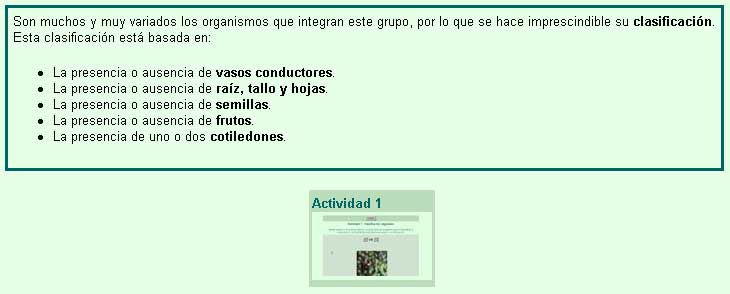 Son muchos y muy variados los organismos que integran este grupo, por lo que se hace imprescindible su clasificación.
Esta clasificación está basada en:
La presencia o ausencia de vasos conductores.
La presencia o ausencia de raíz, tallo y hojas.
La presencia o ausencia de semillas.
La presencia o ausencia de frutos.
La presencia de uno o dos cotiledones.
Actividad 1